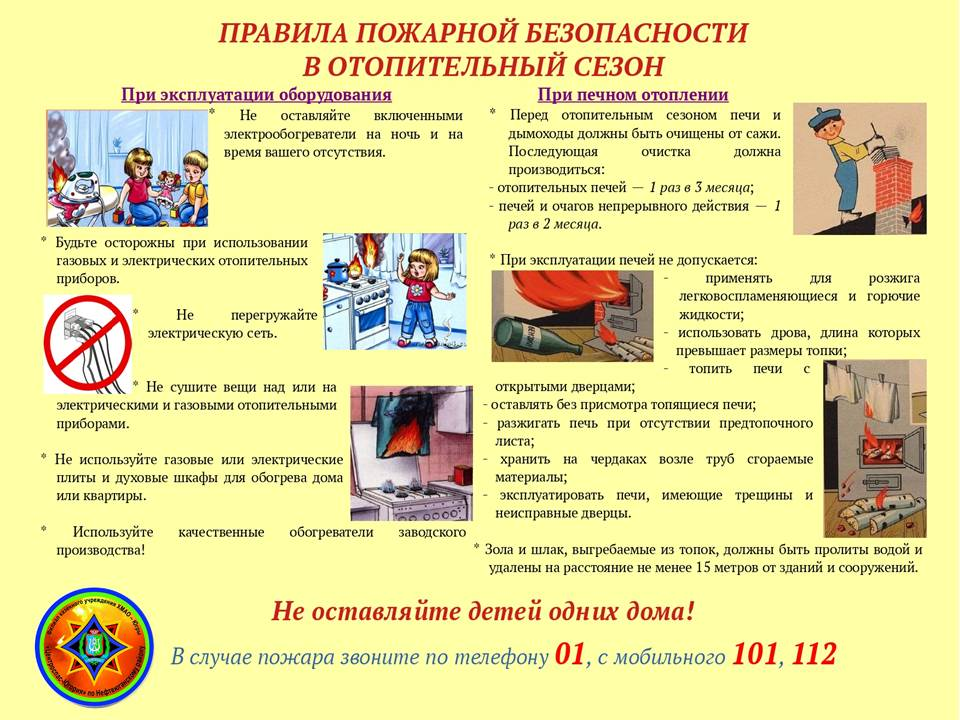 ПРАВИЛА ПОЖАРНОЙ БЕЗОПАСНОСТИ
В ОТОПИТЕЛЬНЫЙ СЕЗОН
При эксплуатации оборудования
* Не оставляйте включенными
электрообогреватели на ночь и на
время вашего отсутствия.
* Будьте осторожны при использовании
газовых и электрических отопительных
приборов.
* Не перегружайте
электрическую сеть.
* Не сушите вещи над или на
электрическими и газовыми отопительными
приборами.
* Не используйте газовые или электрические
плиты и духовые шкафы для обогрева дома
или квартиры.
* Используйте качественные обогреватели заводского
производства!
При печном отоплении
* Перед отопительным сезоном печи и
дымоходы должны быть очищены от сажи.
Последующая очистка должна
производиться:
- отопительных печей — 1 раз в 3 месяца;
- печей и очагов непрерывного действия — 1
раз в 2 месяца.
* При эксплуатации печей не допускается:
- применять для розжига
легковоспламеняющиеся и горючие
жидкости;
- использовать дрова, длина которых
превышает размеры топки;
- топить печи с
открытыми дверцами;
- оставлять без присмотра топящиеся печи;
- разжигать печь при отсутствии предтопочного
листа;
- хранить на чердаках возле труб сгораемые
материалы;
- эксплуатировать печи, имеющие трещины и
неисправные дверцы.
* Зола и шлак, выгребаемые из топок, должны быть пролиты водой и
удалены на расстояние не менее 15 метров от зданий и сооружений.
Не оставляйте детей одних дома!
В случае пожара звоните по телефону 01, с мобильного 101, 112